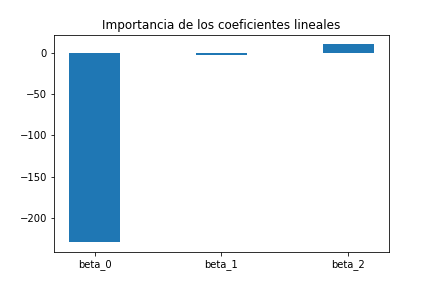 Importancia de los coeficientes lineales
0
−50
−100
−150
−200
beta_0 beta_1 beta_2